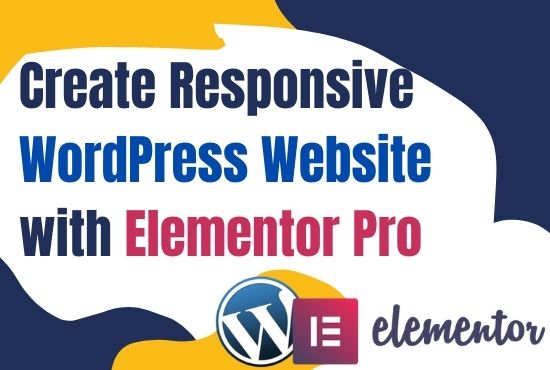 Create Responsive
WordPress Website
with Elementor Pro
elementor